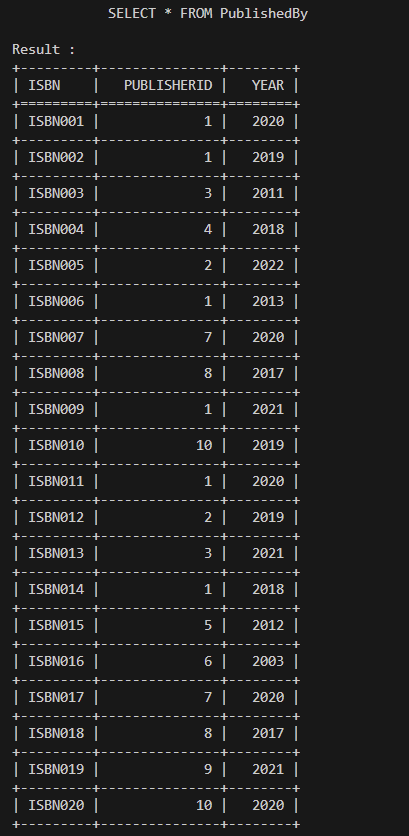 SELECT * FROM PublishedBy
Result :
+---------+---------------+--------+
| ISBN    |   PUBLISHERID |   YEAR |
+=========+===============+========+
| ISBN001 |             1 |   2020 |
+---------+---------------+--------+
| ISBN002 |             1 |   2019 |
+---------+---------------+--------+
| ISBN003 |             3 |   2011 |
+---------+---------------+--------+
| ISBN004 |             4 |   2018 |
+---------+---------------+--------+
| ISBN005 |             2 |   2022 |
+---------+---------------+--------+
| ISBN006 |             1 |   2013 |
+---------+---------------+--------+
| ISBN007 |             7 |   2020 |
+---------+---------------+--------+
| ISBN008 |             8 |   2017 |
+---------+---------------+--------+
| ISBN009 |             1 |   2021 |
+---------+---------------+--------+
| ISBN010 |            10 |   2019 |
+---------+---------------+--------+
| ISBN011 |             1 |   2020 |
+---------+---------------+--------+
| ISBN012 |             2 |   2019 |
+---------+---------------+--------+
| ISBN013 |             3 |   2021 |
+---------+---------------+--------+
| ISBN014 |             1 |   2018 |
+---------+---------------+--------+
| ISBN015 |             5 |   2012 |
+---------+---------------+--------+
| ISBN016 |             6 |   2003 |
+---------+---------------+--------+
| ISBN017 |             7 |   2020 |
+---------+---------------+--------+
| ISBN018 |             8 |   2017 |
+---------+---------------+--------+
| ISBN019 |             9 |   2021 |
+---------+---------------+--------+
| ISBN020 |            10 |   2020 |
+---------+---------------+--------+